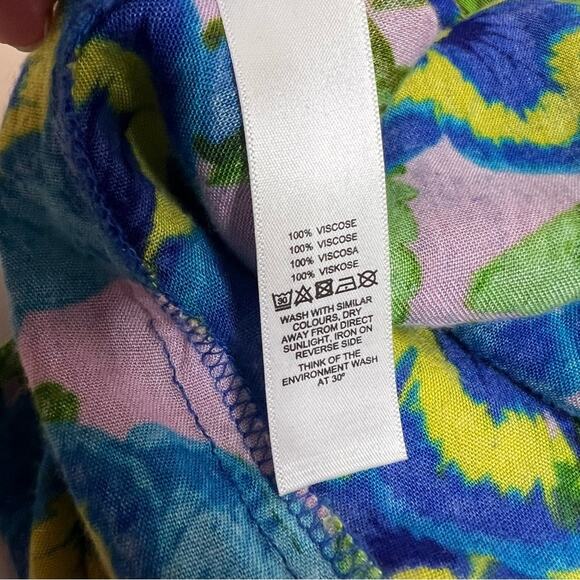 100% VISCOSE
100% VISCOSE
100% VISCOSA
100% VISKOSE
30
WASH WITH SIMILAR
COLOURS, DRY
AWAY FROM DIRECT
SUNLIGHT, IRON ON
REVERSE SIDE
THINK OF THE
ENVIRONMENT WASH
AT 30°